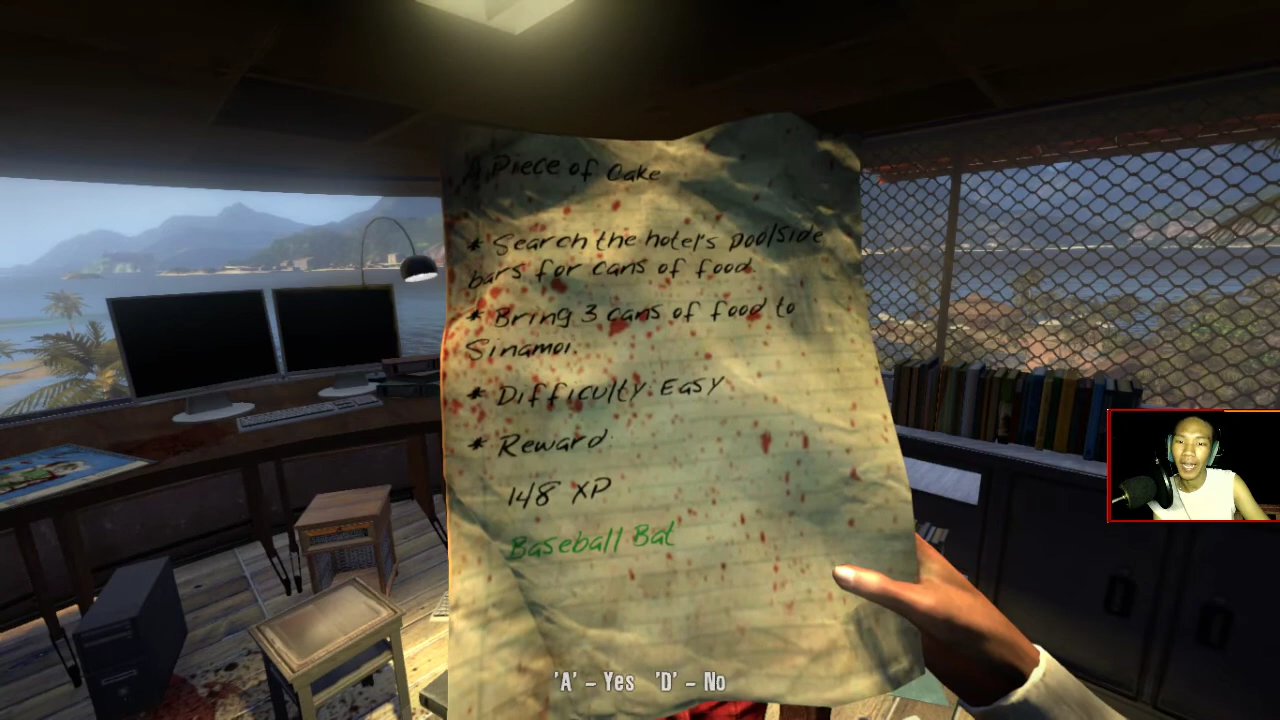 A Piece of Cake
* Search the hotel's poolside
bars for cans of food.
* Bring 3 cans of food to
Sinamoi.
* Difficulty: Easy
* Reward:
148 XP
Baseball Bat
'A' - Yes 'D' - No